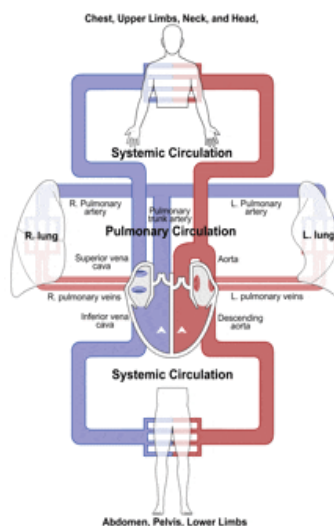 Chest, Upper Limbs, Neck, and Head,
Systemic Circulation
R. Pulmonary
artery
Pulmonary
trunk artery
L. Pulmonary
artery
R. lung
Pulmonary Circulation
L. lung
Superior vena
cava
Aorta
R. pulmonary veins
L. pulmonary veins
Inferior vena
cava
Descending
aorta
Systemic Circulation
Abdomen, Pelvis, Lower Limbs